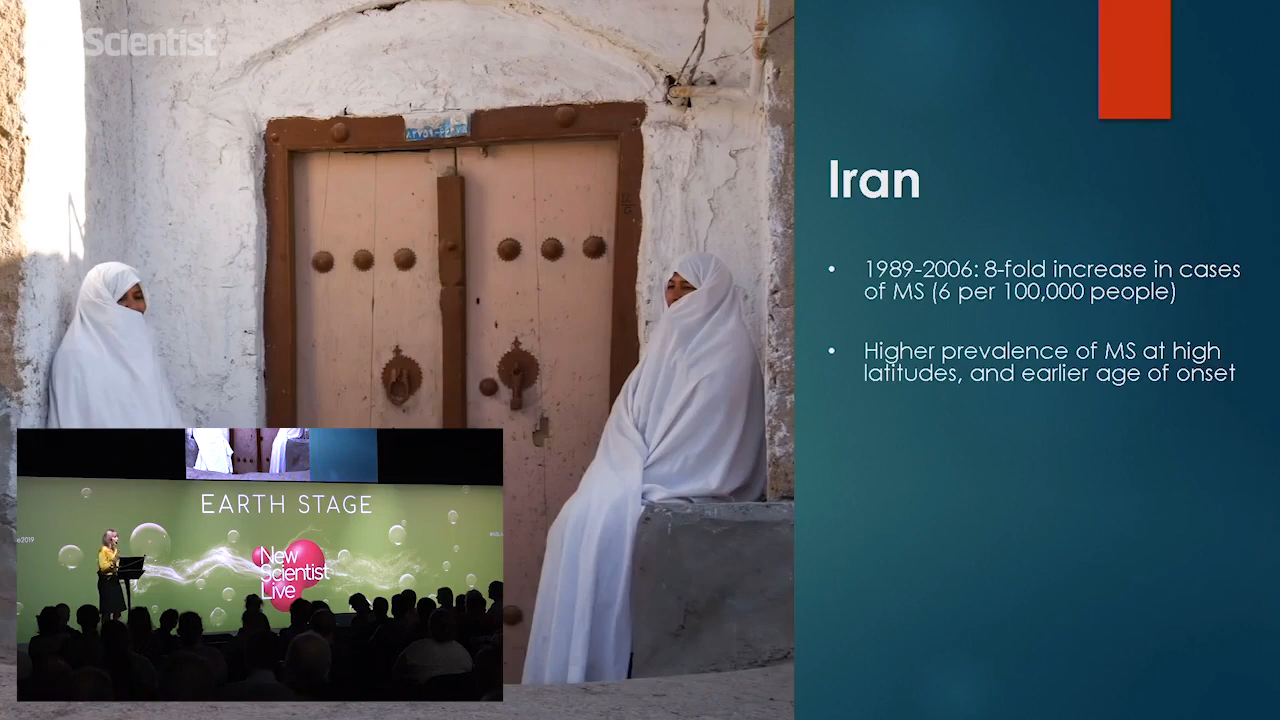 Scientist
Iran
• 1989-2006: 8-fold increase in cases
of MS (6 per 100,000 people)
• Higher prevalence of MS at high
latitudes, and earlier age of onset
EARTH STAGE
New
Scientist
Live